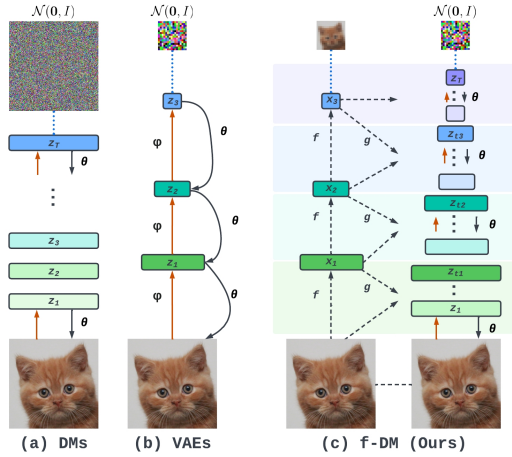 𝒩(0, I)
z_T
θ
⋮
z_3
z_2
z_1
θ
(a) DMs
𝒩(0, I)
z_3
φ
θ
z_2
φ
θ
z_1
φ
θ
(b) VAEs
x_3
f
g
x_2
f
g
x_1
f
g
𝒩(0, I)
z_T
θ
z_t3
θ
z_t2
θ
z_t1
z_1
θ
(c) f-DM (Ours)